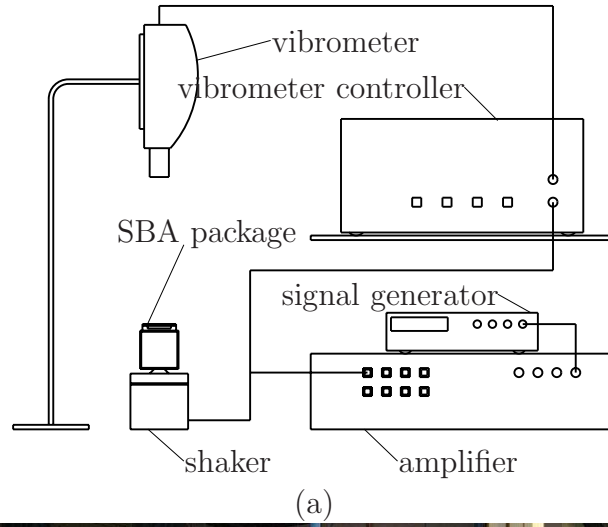 vibrometer
vibrometer controller
SBA package
signal generator
shaker
amplifier
(a)